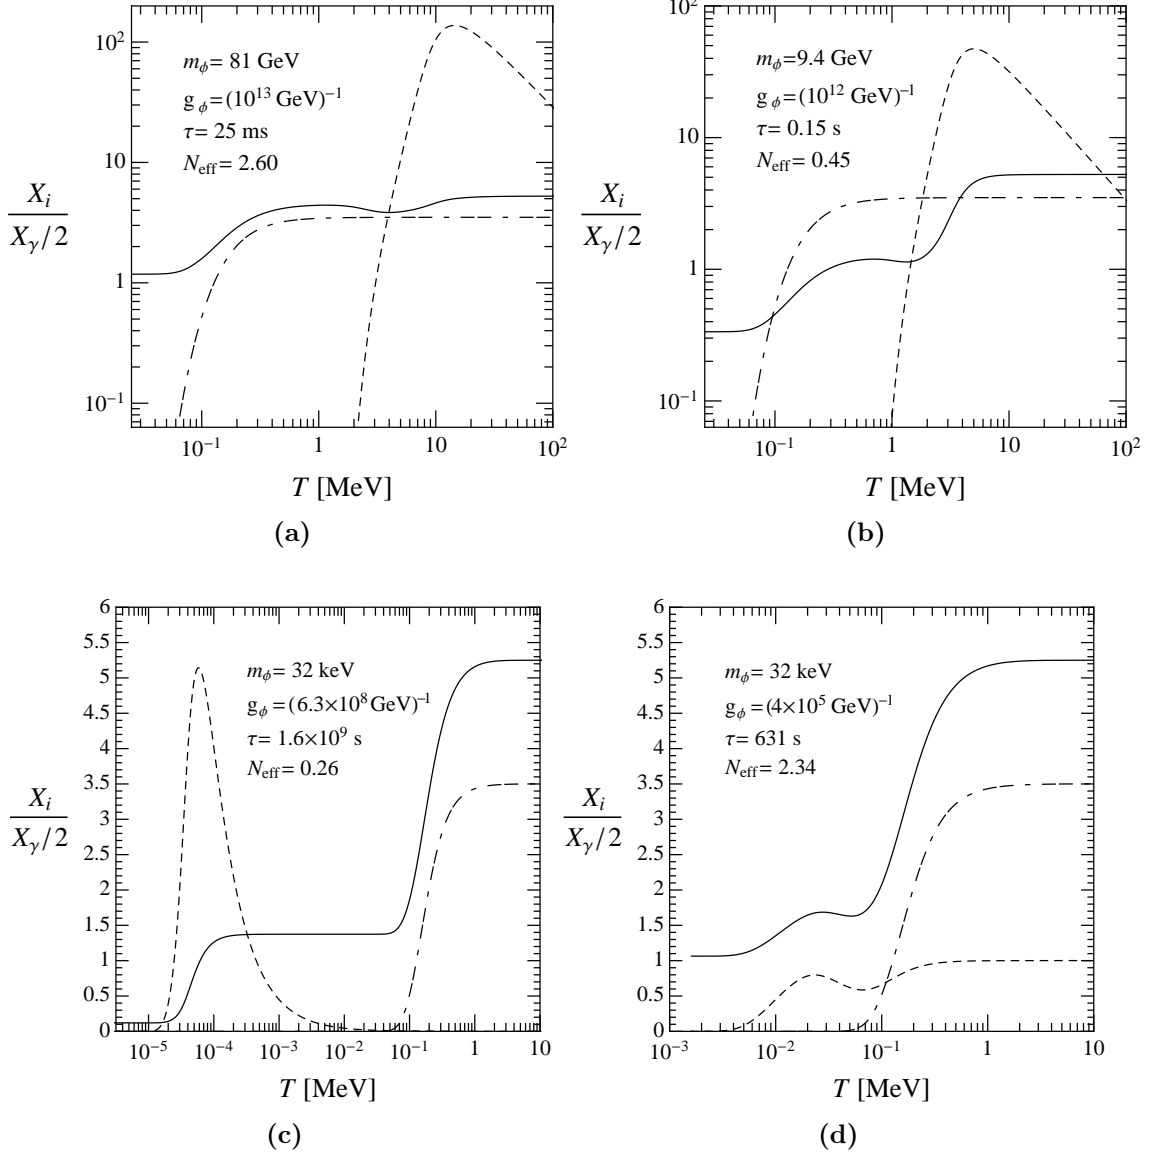 10²
10
1
10⁻¹
X_i
X_γ/2
m_ϕ= 81 GeV
g_ϕ=(10¹³ GeV)⁻¹
τ= 25 ms
N_eff= 2.60
10⁻¹
1
10
10²
T [MeV]
(a)
10²
10
1
10⁻¹
X_i
X_γ/2
m_ϕ=9.4 GeV
g_ϕ=(10¹² GeV)⁻¹
τ= 0.15 s
N_eff= 0.45
10⁻¹
1
10
10²
T [MeV]
(b)
6
5.5
5
4.5
4
3.5
3
2.5
2
1.5
1
0.5
0
X_i
X_γ/2
m_ϕ= 32 keV
g_ϕ=(6.3×10⁸ GeV)⁻¹
τ= 1.6×10⁹ s
N_eff= 0.26
10⁻⁵
10⁻⁴
10⁻³
10⁻²
10⁻¹
1
10
T [MeV]
(c)
6
5.5
5
4.5
4
3.5
3
2.5
2
1.5
1
0.5
0
X_i
X_γ/2
m_ϕ= 32 keV
g_ϕ=(4×10⁵ GeV)⁻¹
τ= 631 s
N_eff= 2.34
10⁻³
10⁻²
10⁻¹
1
10
T [MeV]
(d)